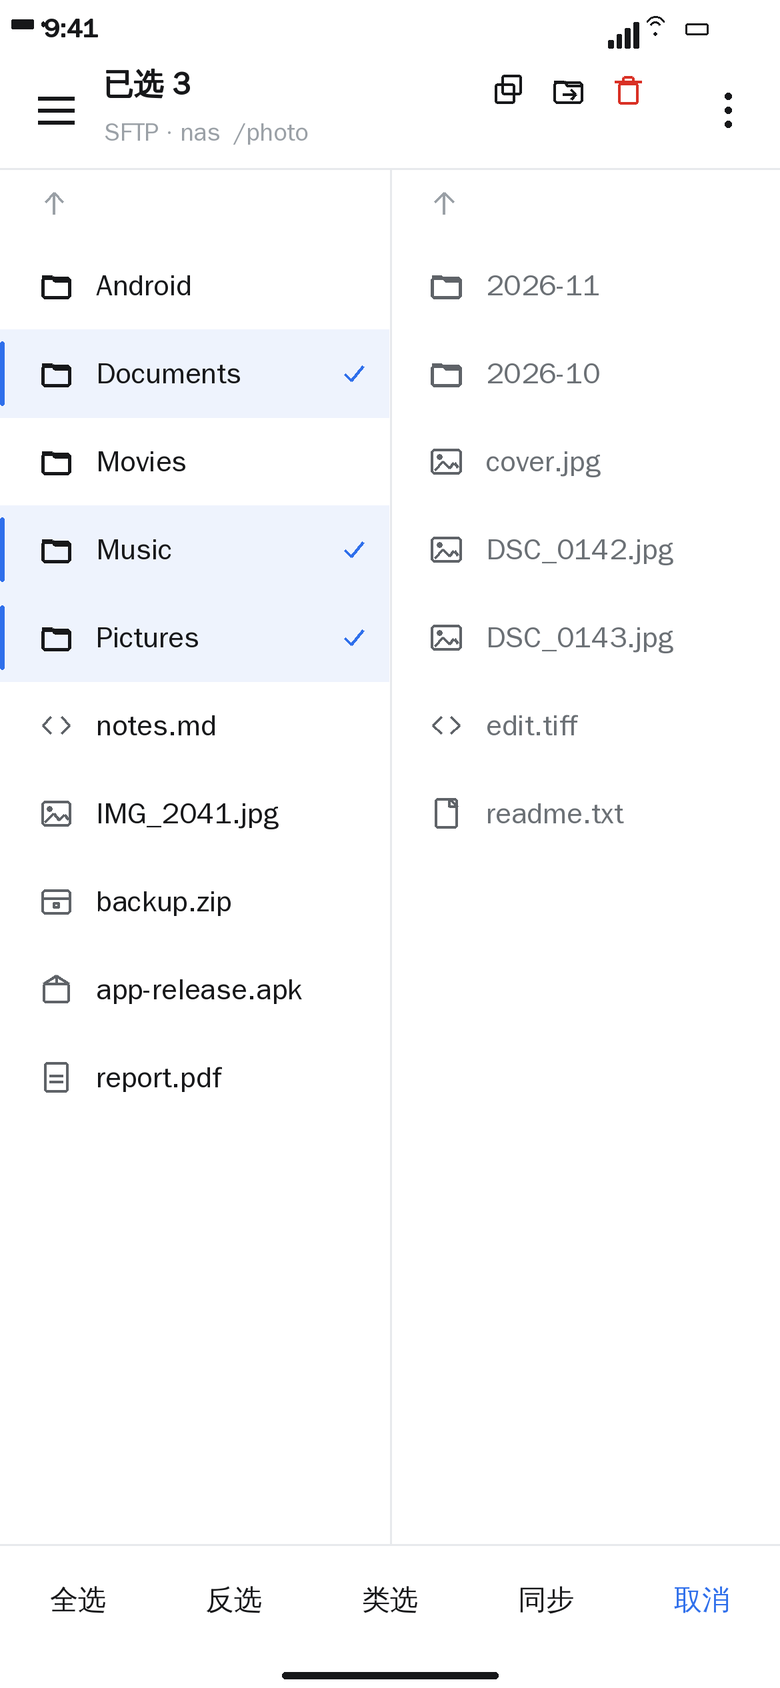 9:41
已选 3
SFTP · nas /photo
Android
Documents
Movies
Music
Pictures
notes.md
IMG_2041.jpg
backup.zip
app-release.apk
report.pdf
2026-11
2026-10
cover.jpg
DSC_0142.jpg
DSC_0143.jpg
edit.tiff
readme.txt
全选 反选 类选 同步 取消